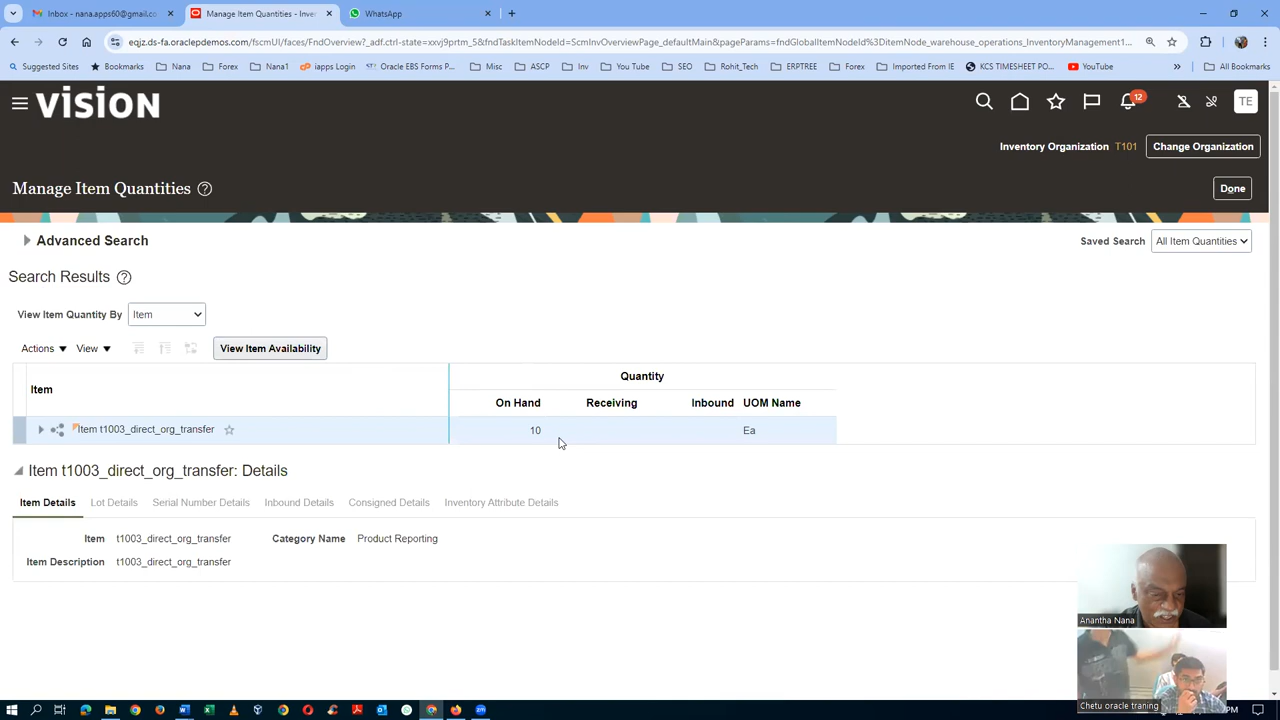 Inbox - nana.apps60@gmail.co
Manage Item Quantities - Inve
WhatsApp
eqjz.ds-fa.oraclepdemos.com/fscmUI/faces/FndOverview?_adf.ctrl-state=xxvj9prtm_5&fndTaskItemNodeId=ScmInvOverviewPage_defaultMain&pageParams=fndGlobalItemNodeId%3DitemNode_warehouse_operations_InventoryManagement1...
Suggested Sites
Bookmarks
Nana
Forex
Nana1
iapps Login
Oracle EBS Forms P...
Misc
ASCP
Inv
You Tube
SEO
Rohit_Tech
ERPTREE
Forex
Imported From IE
KCS TIMESHEET PO...
YouTube
»
All Bookmarks
VISION
12
TE
Inventory Organization T101
Change Organization
Manage Item Quantities
Done
Advanced Search
Saved Search
All Item Quantities
Search Results
View Item Quantity By
Item
Actions
View
View Item Availability
Item
Quantity
On Hand
Receiving
Inbound
UOM Name
Item t1003_direct_org_transfer
10
Ea
Item t1003_direct_org_transfer: Details
Item Details
Lot Details
Serial Number Details
Inbound Details
Consigned Details
Inventory Attribute Details
Item t1003_direct_org_transfer
Category Name Product Reporting
Item Description t1003_direct_org_transfer
Anantha Nana
Chetu oracle traning